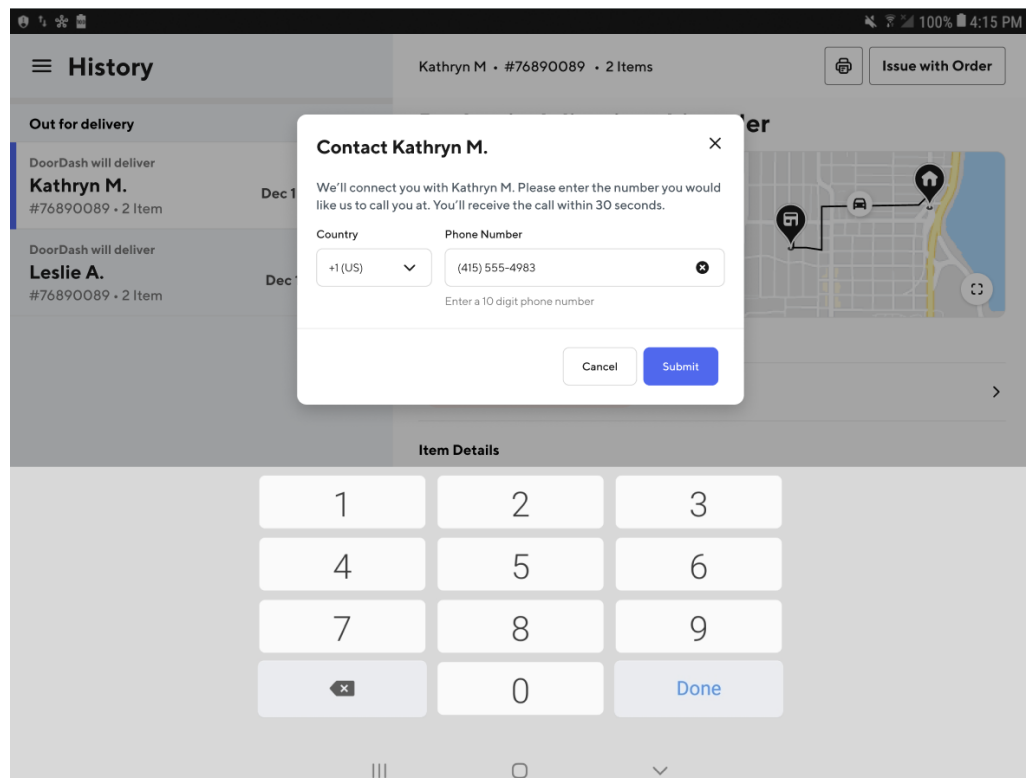 100% 4:15 PM
History
Kathryn M • #76890089 • 2 Items
Issue with Order
Out for delivery
er
DoorDash will deliver
Kathryn M.
Dec 1
#76890089 • 2 Item
DoorDash will deliver
Leslie A.
Dec
#76890089 • 2 Item
Contact Kathryn M.
We'll connect you with Kathryn M. Please enter the number you would
like us to call you at. You'll receive the call within 30 seconds.
Country
Phone Number
+1 (US)
(415) 555-4983
Enter a 10 digit phone number
Cancel
Submit
Item Details
1 2 3
4 5 6
7 8 9
0 Done